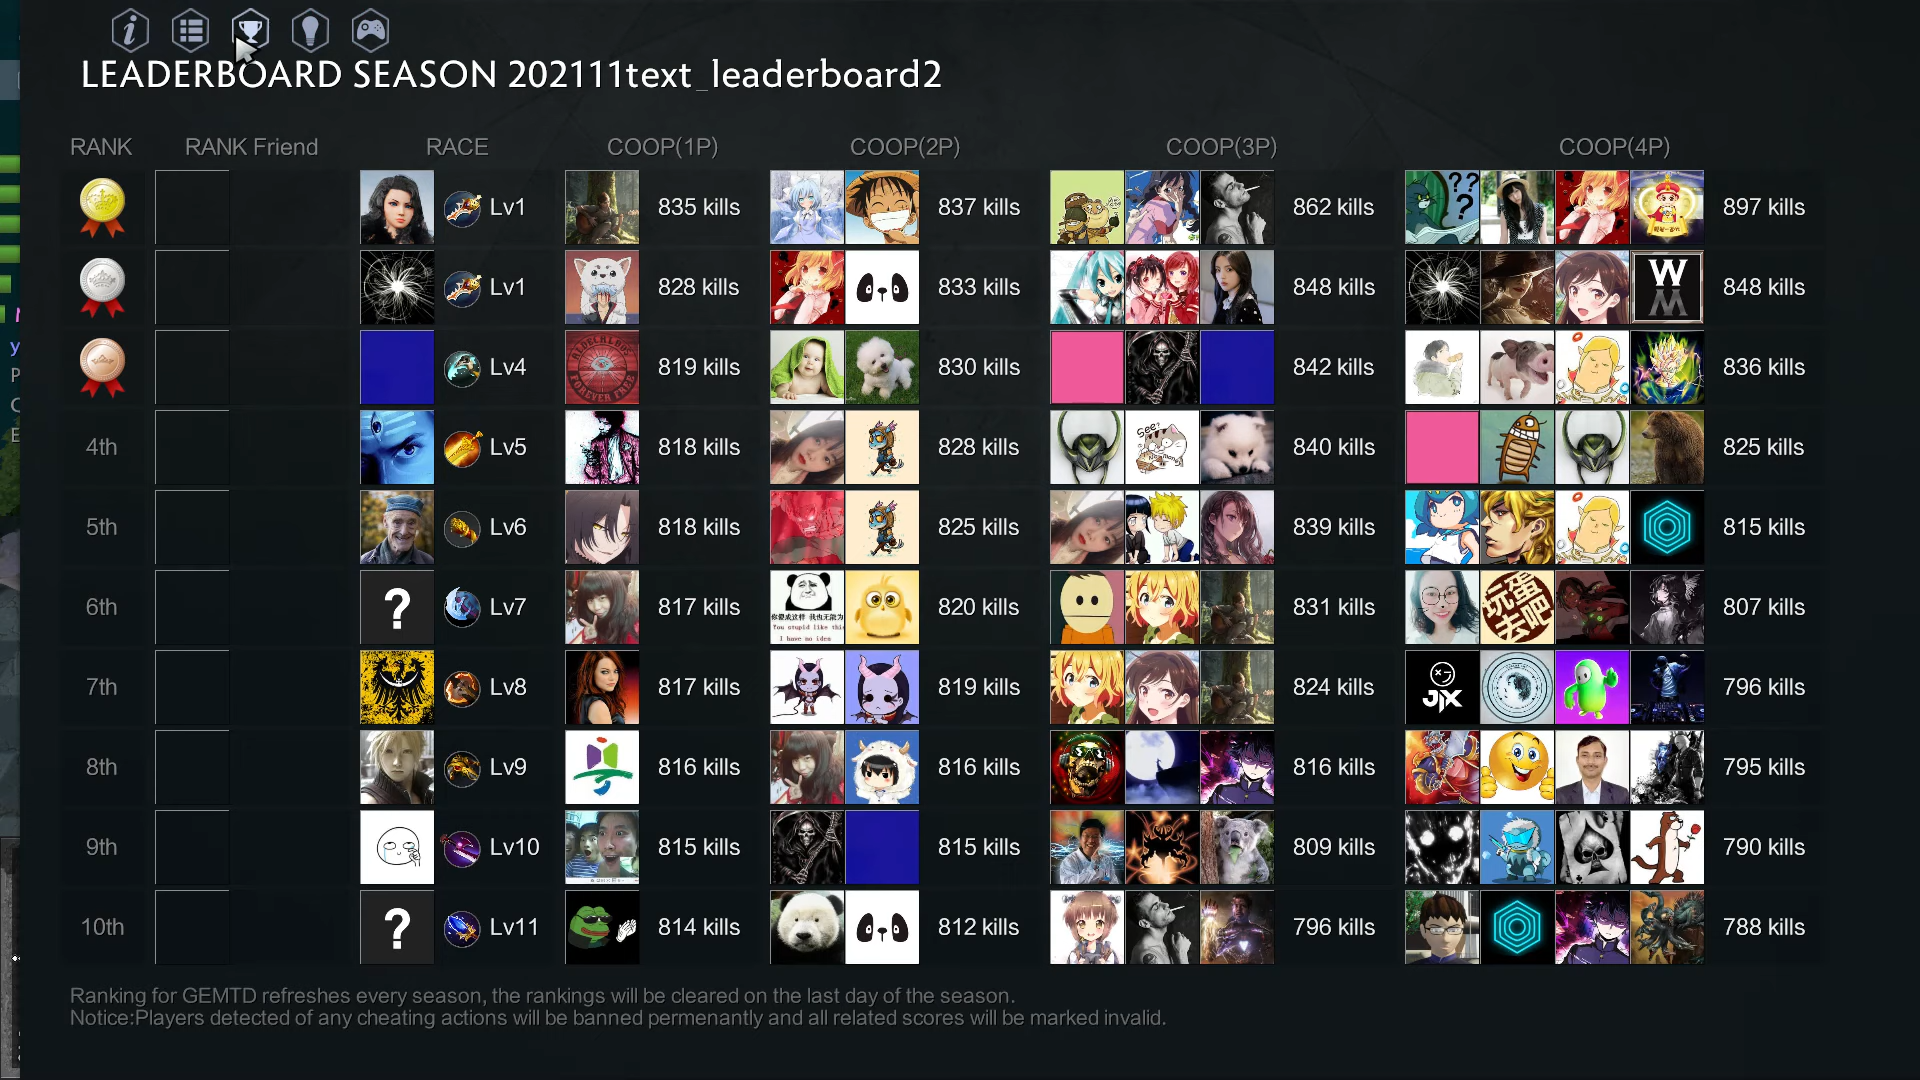 LEADERBOARD SEASON 202111text_leaderboard2
RANK RANK Friend RACE COOP(1P) COOP(2P) COOP(3P) COOP(4P)
Lv1 835 kills 837 kills 862 kills 897 kills
Lv1 828 kills 833 kills 848 kills 848 kills
Lv4 819 kills 830 kills 842 kills 836 kills
4th Lv5 818 kills 828 kills 840 kills 825 kills
5th Lv6 818 kills 825 kills 839 kills 815 kills
6th Lv7 817 kills 820 kills 831 kills 807 kills
7th Lv8 817 kills 819 kills 824 kills 796 kills
8th Lv9 816 kills 816 kills 816 kills 795 kills
9th Lv10 815 kills 815 kills 809 kills 790 kills
10th Lv11 814 kills 812 kills 796 kills 788 kills
Ranking for GEMTD refreshes every season, the rankings will be cleared on the last day of the season.
Notice:Players detected of any cheating actions will be banned permenantly and all related scores will be marked invalid.